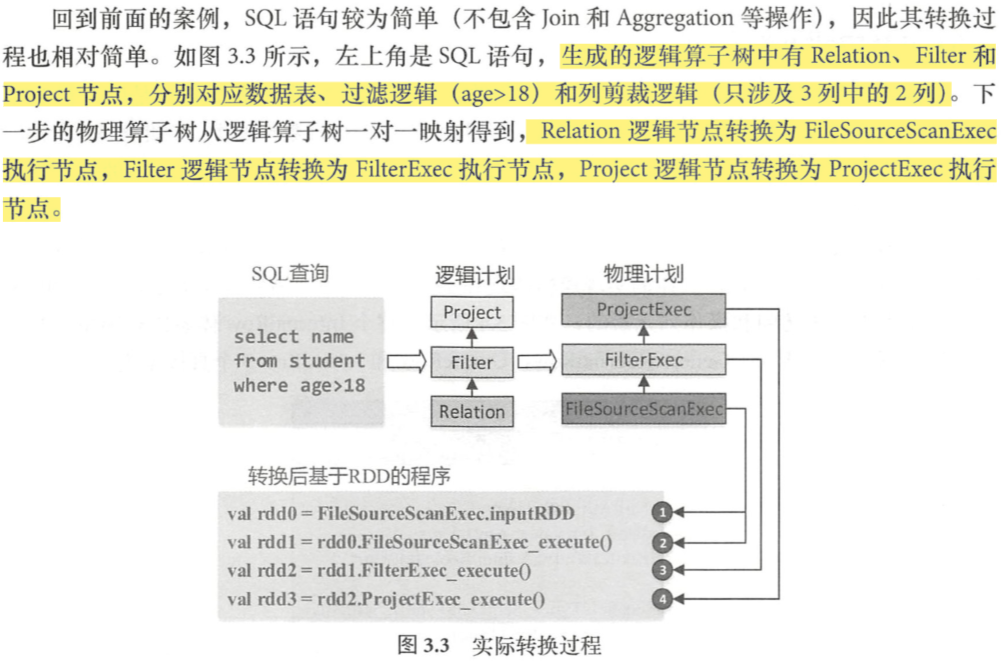 回到前面的案例，SQL 语句较为简单（不包含 Join 和 Aggregation 等操作），因此其转换过
程也相对简单。如图 3.3 所示，左上角是 SQL 语句，生成的逻辑算子树中有 Relation、Filter 和
Project 节点，分别对应数据表、过滤逻辑（age>18）和列剪裁逻辑（只涉及 3 列中的 2 列）。下
一步的物理算子树从逻辑算子树一对一映射得到，Relation 逻辑节点转换为 FileSourceScanExec
执行节点，Filter 逻辑节点转换为 FilterExec 执行节点，Project 逻辑节点转换为 ProjectExec 执行
节点。
SQL查询
select name
from student
where age>18
逻辑计划
Project
Filter
Relation
物理计划
ProjectExec
FilterExec
FileSourceScanExec
转换后基于RDD的程序
val rdd0 = FileSourceScanExec.inputRDD 1
val rdd1 = rdd0.FileSourceScanExec_execute() 2
val rdd2 = rdd1.FilterExec_execute() 3
val rdd3 = rdd2.ProjectExec_execute() 4
图 3.3 实际转换过程